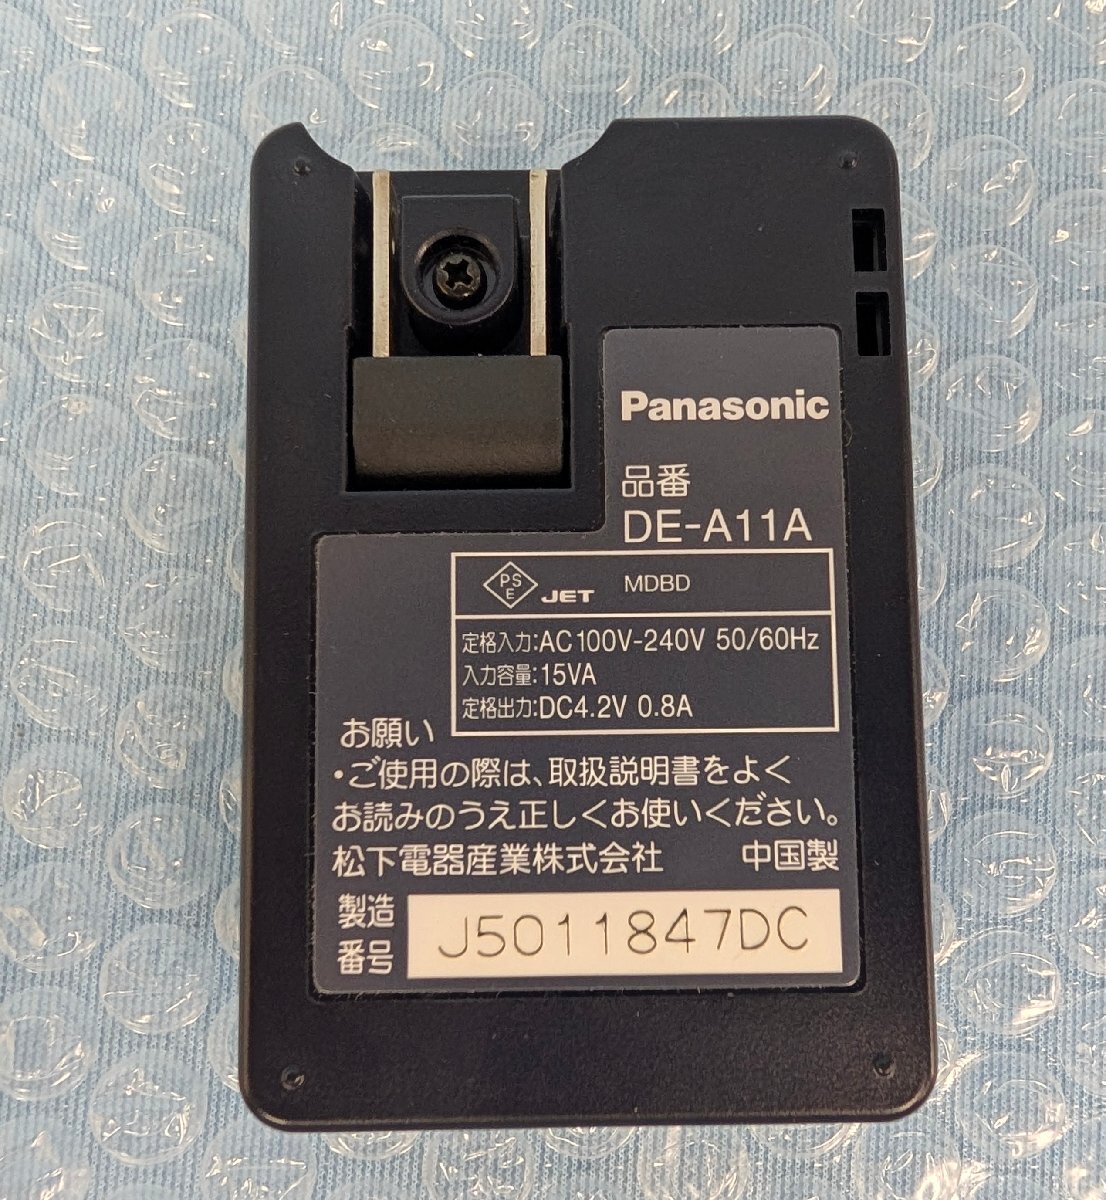 Panasonic
品番
DE-A11A
PSE JET MDBD
定格入力:AC100V-240V 50/60Hz
入力容量:15VA
定格出力:DC4.2V 0.8A
お願い
・ご使用の際は、取扱説明書をよく
お読みのうえ正しくお使いください。
松下電器産業株式会社 中国製
製造
番号
J5011847DC